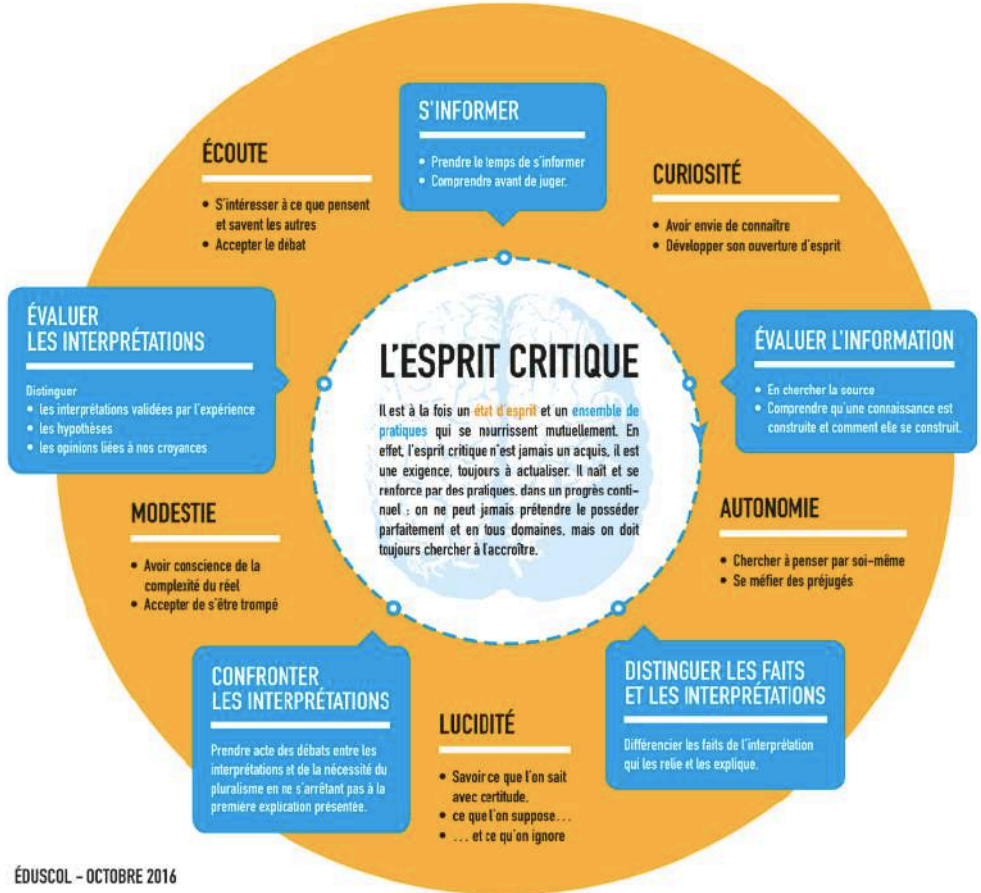 S'INFORMER
• Prendre le temps de s'informer
• Comprendre avant de juger.
ÉCOUTE
• S'intéresser à ce que pensent
et savent les autres
• Accepter le débat
CURIOSITÉ
• Avoir envie de connaître
• Développer son ouverture d'esprit
ÉVALUER
LES INTERPRÉTATIONS
Distinguer
• les interprétations validées par l'expérience
• les hypothèses
• les opinions liées à nos croyances
L'ESPRIT CRITIQUE
Il est à la fois un état d'esprit et un ensemble de
pratiques qui se nourrissent mutuellement. En
effet, l'esprit critique n'est jamais un acquis, il est
une exigence, toujours à actualiser. Il naît et se
renforce par des pratiques, dans un progrès conti-
nuel : on ne peut jamais prétendre le posséder
parfaitement et en tous domaines, mais on doit
toujours chercher à l'accroître.
ÉVALUER L'INFORMATION
• En chercher la source
• Comprendre qu'une connaissance est
construite et comment elle se construit.
MODESTIE
• Avoir conscience de la
complexité du réel
• Accepter de s'être trompé
AUTONOMIE
• Chercher à penser par soi-même
• Se méfier des préjugés
CONFRONTER
LES INTERPRÉTATIONS
Prendre acte des débats entre les
interprétations et de la nécessité du
pluralisme en ne s'arrêtant pas à la
première explication présentée.
LUCIDITÉ
• Savoir ce que l'on sait
avec certitude,
• ce que l'on suppose...
• ... et ce qu'on ignore
DISTINGUER LES FAITS
ET LES INTERPRÉTATIONS
Différencier les faits de l'interprétation
qui les relie et les explique.
ÉDUSCOL – OCTOBRE 2016